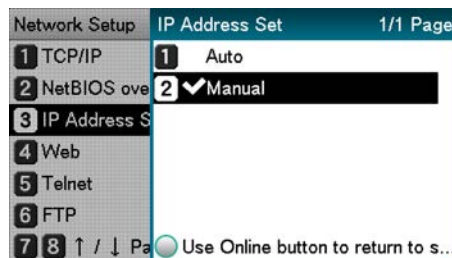 Network Setup
1 TCP/IP
2 NetBIOS ove
3 IP Address S
4 Web
5 Telnet
6 FTP
7 8 ↑ / ↓ Pa
IP Address Set 1/1 Page
1 Auto
2 ✔Manual
Use Online button to return to s...